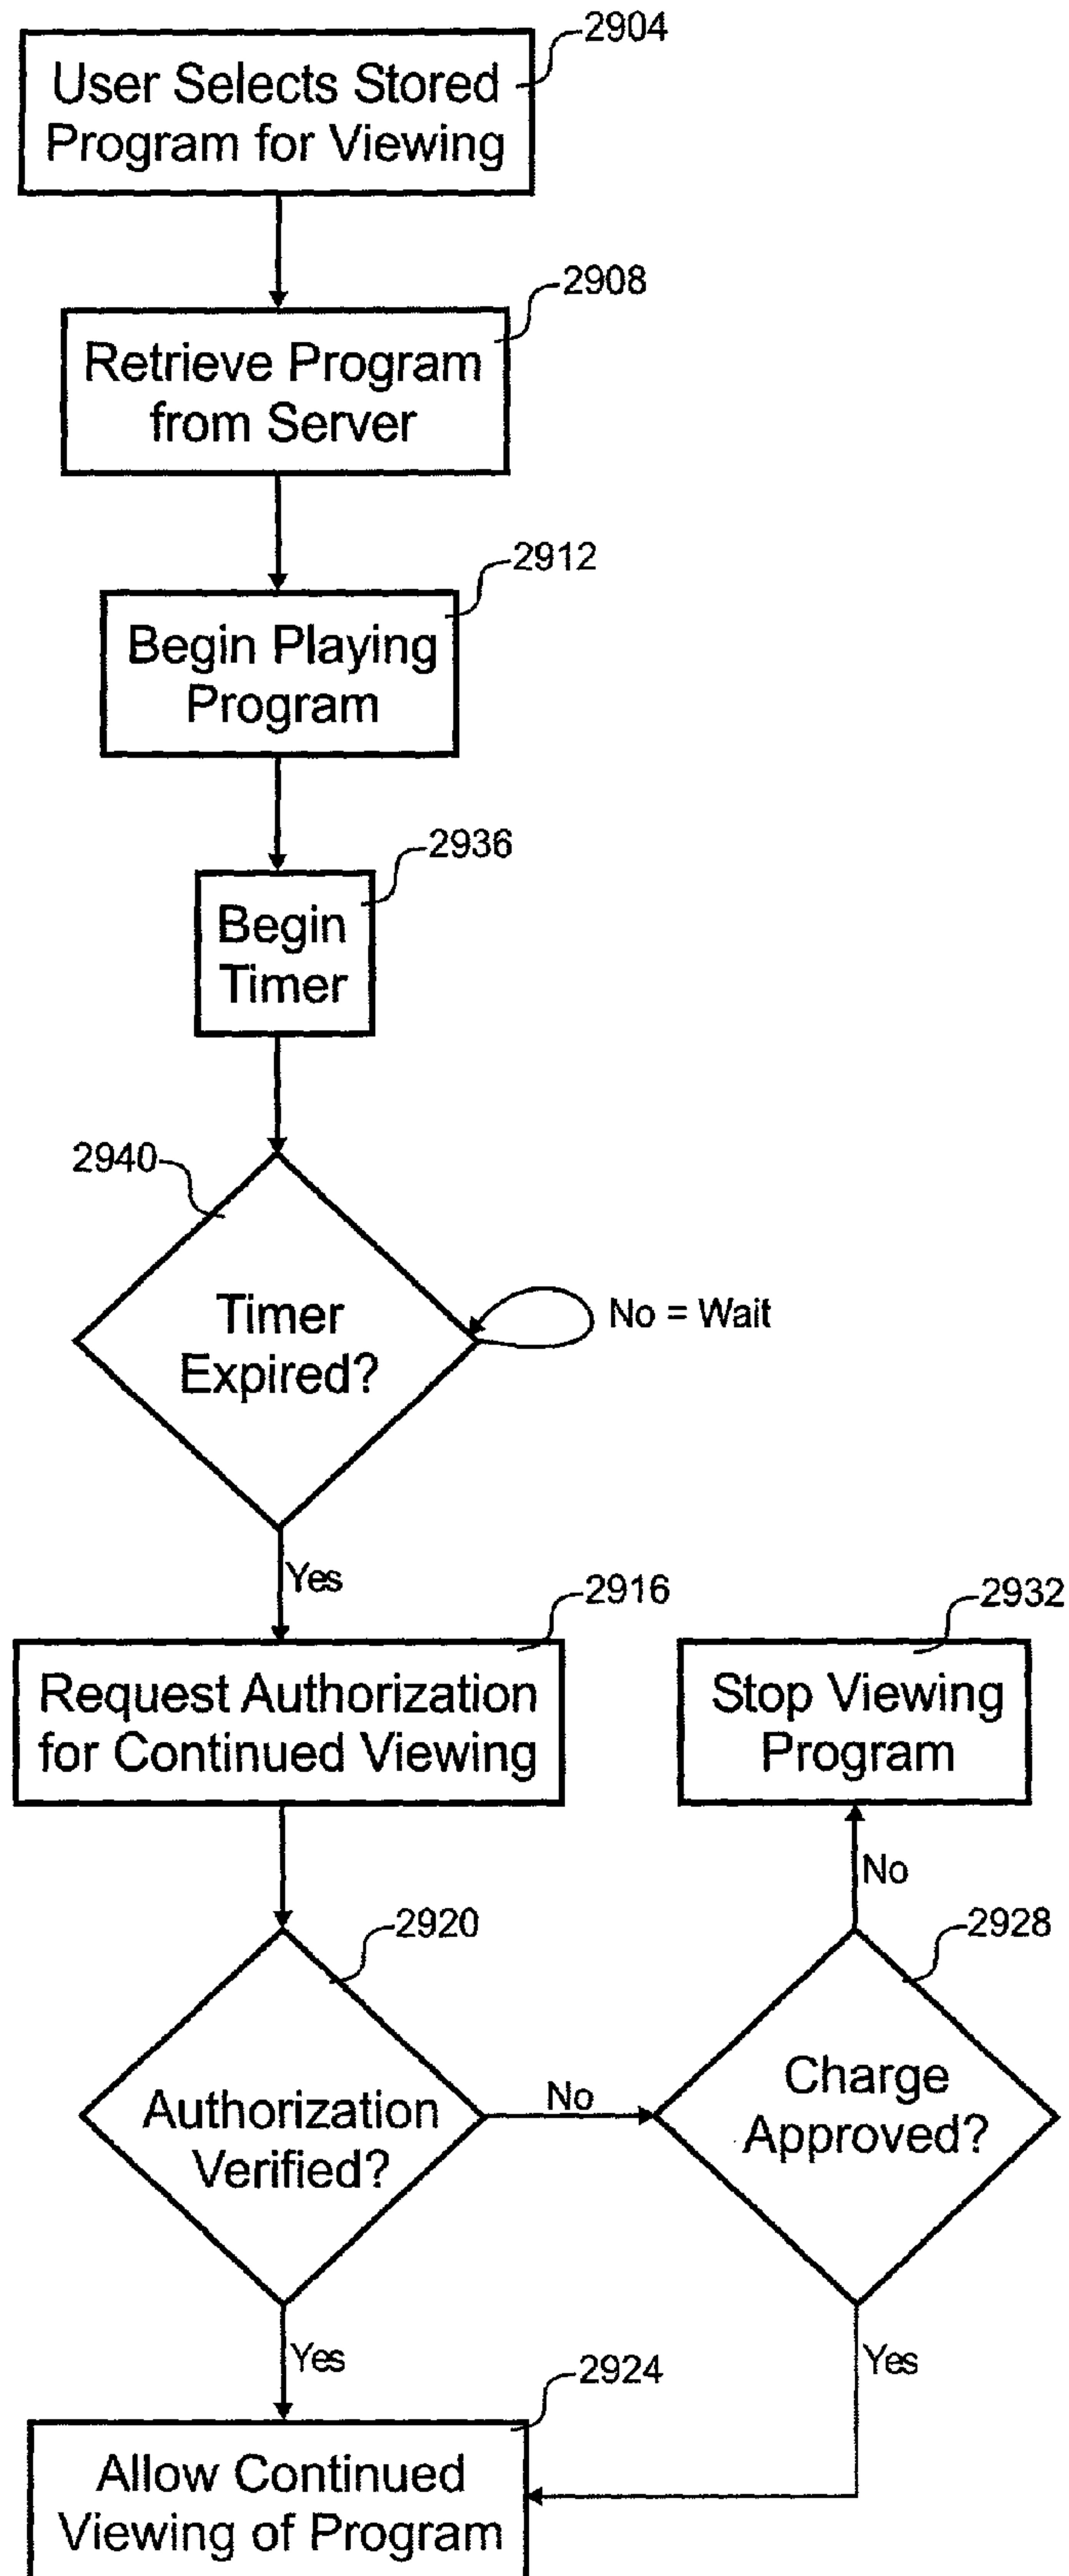 2904
User Selects Stored
Program for Viewing
2908
Retrieve Program
from Server
2912
Begin Playing
Program
2936
Begin
Timer
2940
Timer
Expired?
No = Wait
Yes
2916
Request Authorization
for Continued Viewing
2932
Stop Viewing
Program
No
2920
Authorization
Verified?
No
2928
Charge
Approved?
Yes
Yes
2924
Allow Continued
Viewing of Program